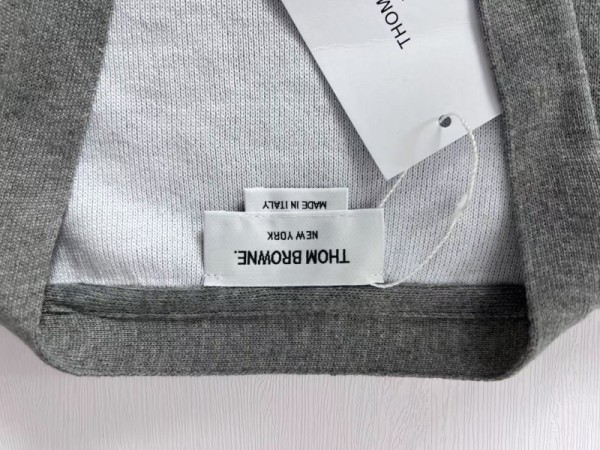 THOM BROWNE.
NEW YORK
MADE IN ITALY
THOM